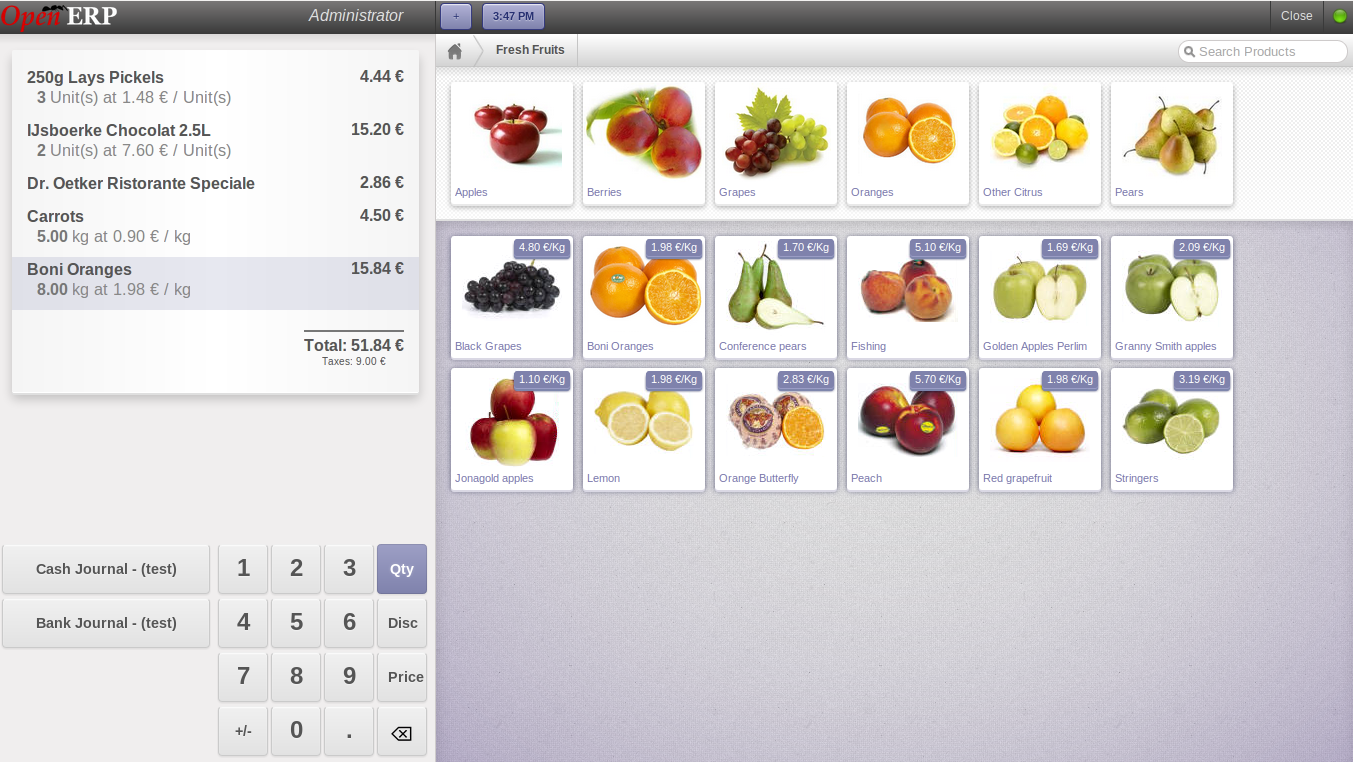 Open ERP
Administrator
+
3:47 PM
Close
250g Lays Pickels 4.44 €
3 Unit(s) at 1.48 € / Unit(s)
IJsboerke Chocolat 2.5L 15.20 €
2 Unit(s) at 7.60 € / Unit(s)
Dr. Oetker Ristorante Speciale 2.86 €
Carrots 4.50 €
5.00 kg at 0.90 € / kg
Boni Oranges 15.84 €
8.00 kg at 1.98 € / kg
Total: 51.84 €
Taxes: 9.00 €
Cash Journal - (test)
Bank Journal - (test)
1 2 3 Qty
4 5 6 Disc
7 8 9 Price
+/- 0 .
Fresh Fruits
Search Products
Apples
Berries
Grapes
Oranges
Other Citrus
Pears
4.80 €/Kg
Black Grapes
1.98 €/Kg
Boni Oranges
1.70 €/Kg
Conference pears
5.10 €/Kg
Fishing
1.69 €/Kg
Golden Apples Perlim
2.09 €/Kg
Granny Smith apples
1.10 €/Kg
Jonagold apples
1.98 €/Kg
Lemon
2.83 €/Kg
Orange Butterfly
5.70 €/Kg
Peach
1.98 €/Kg
Red grapefruit
3.19 €/Kg
Stringers